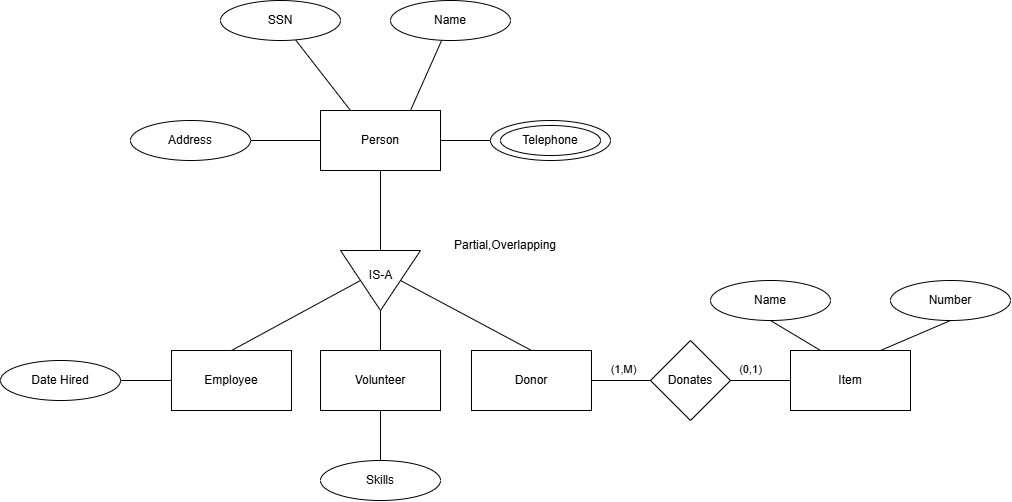 SSN
Name
Address
Person
Telephone
Partial,Overlapping
IS-A
Name
Number
Date Hired
Employee
Volunteer
Donor
(1,M)
Donates
(0,1)
Item
Skills